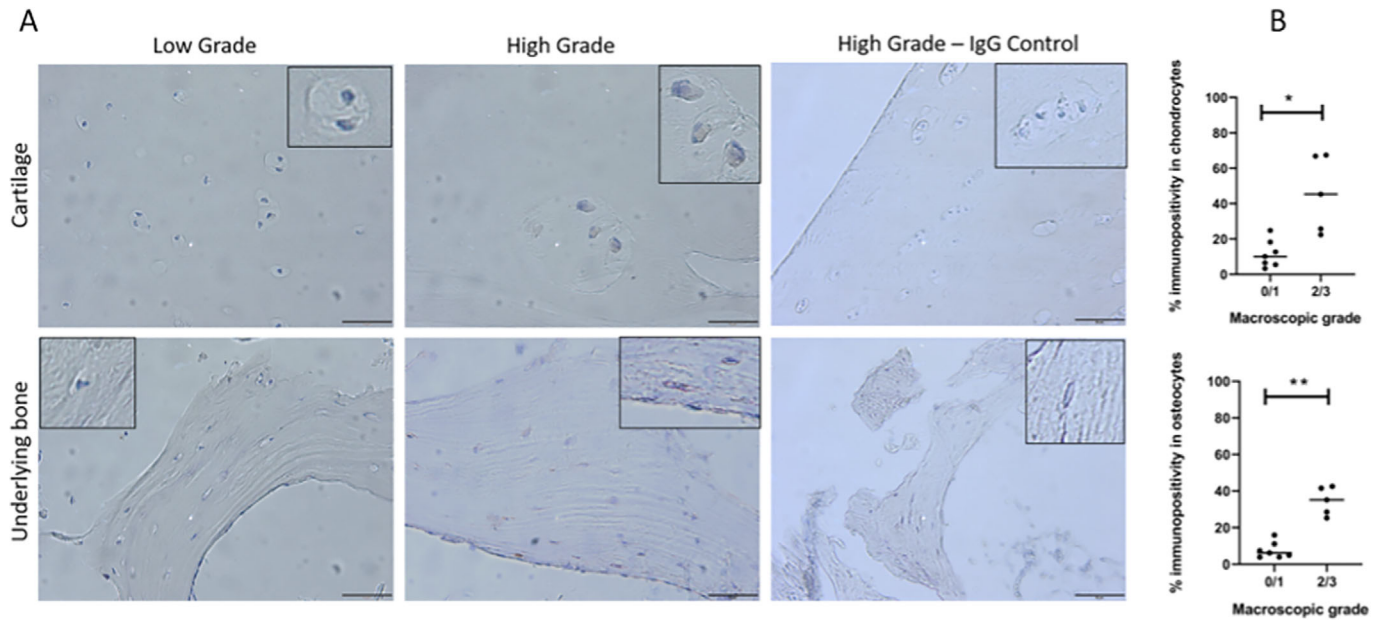 A
B
Low Grade
High Grade
High Grade – IgG Control
Cartilage
Underlying bone
% immunopositivity in chondrocytes
100
80
60
40
20
0
*
0/1 2/3
Macroscopic grade
% immunopositivity in osteocytes
100
80
60
40
20
0
**
0/1 2/3
Macroscopic grade